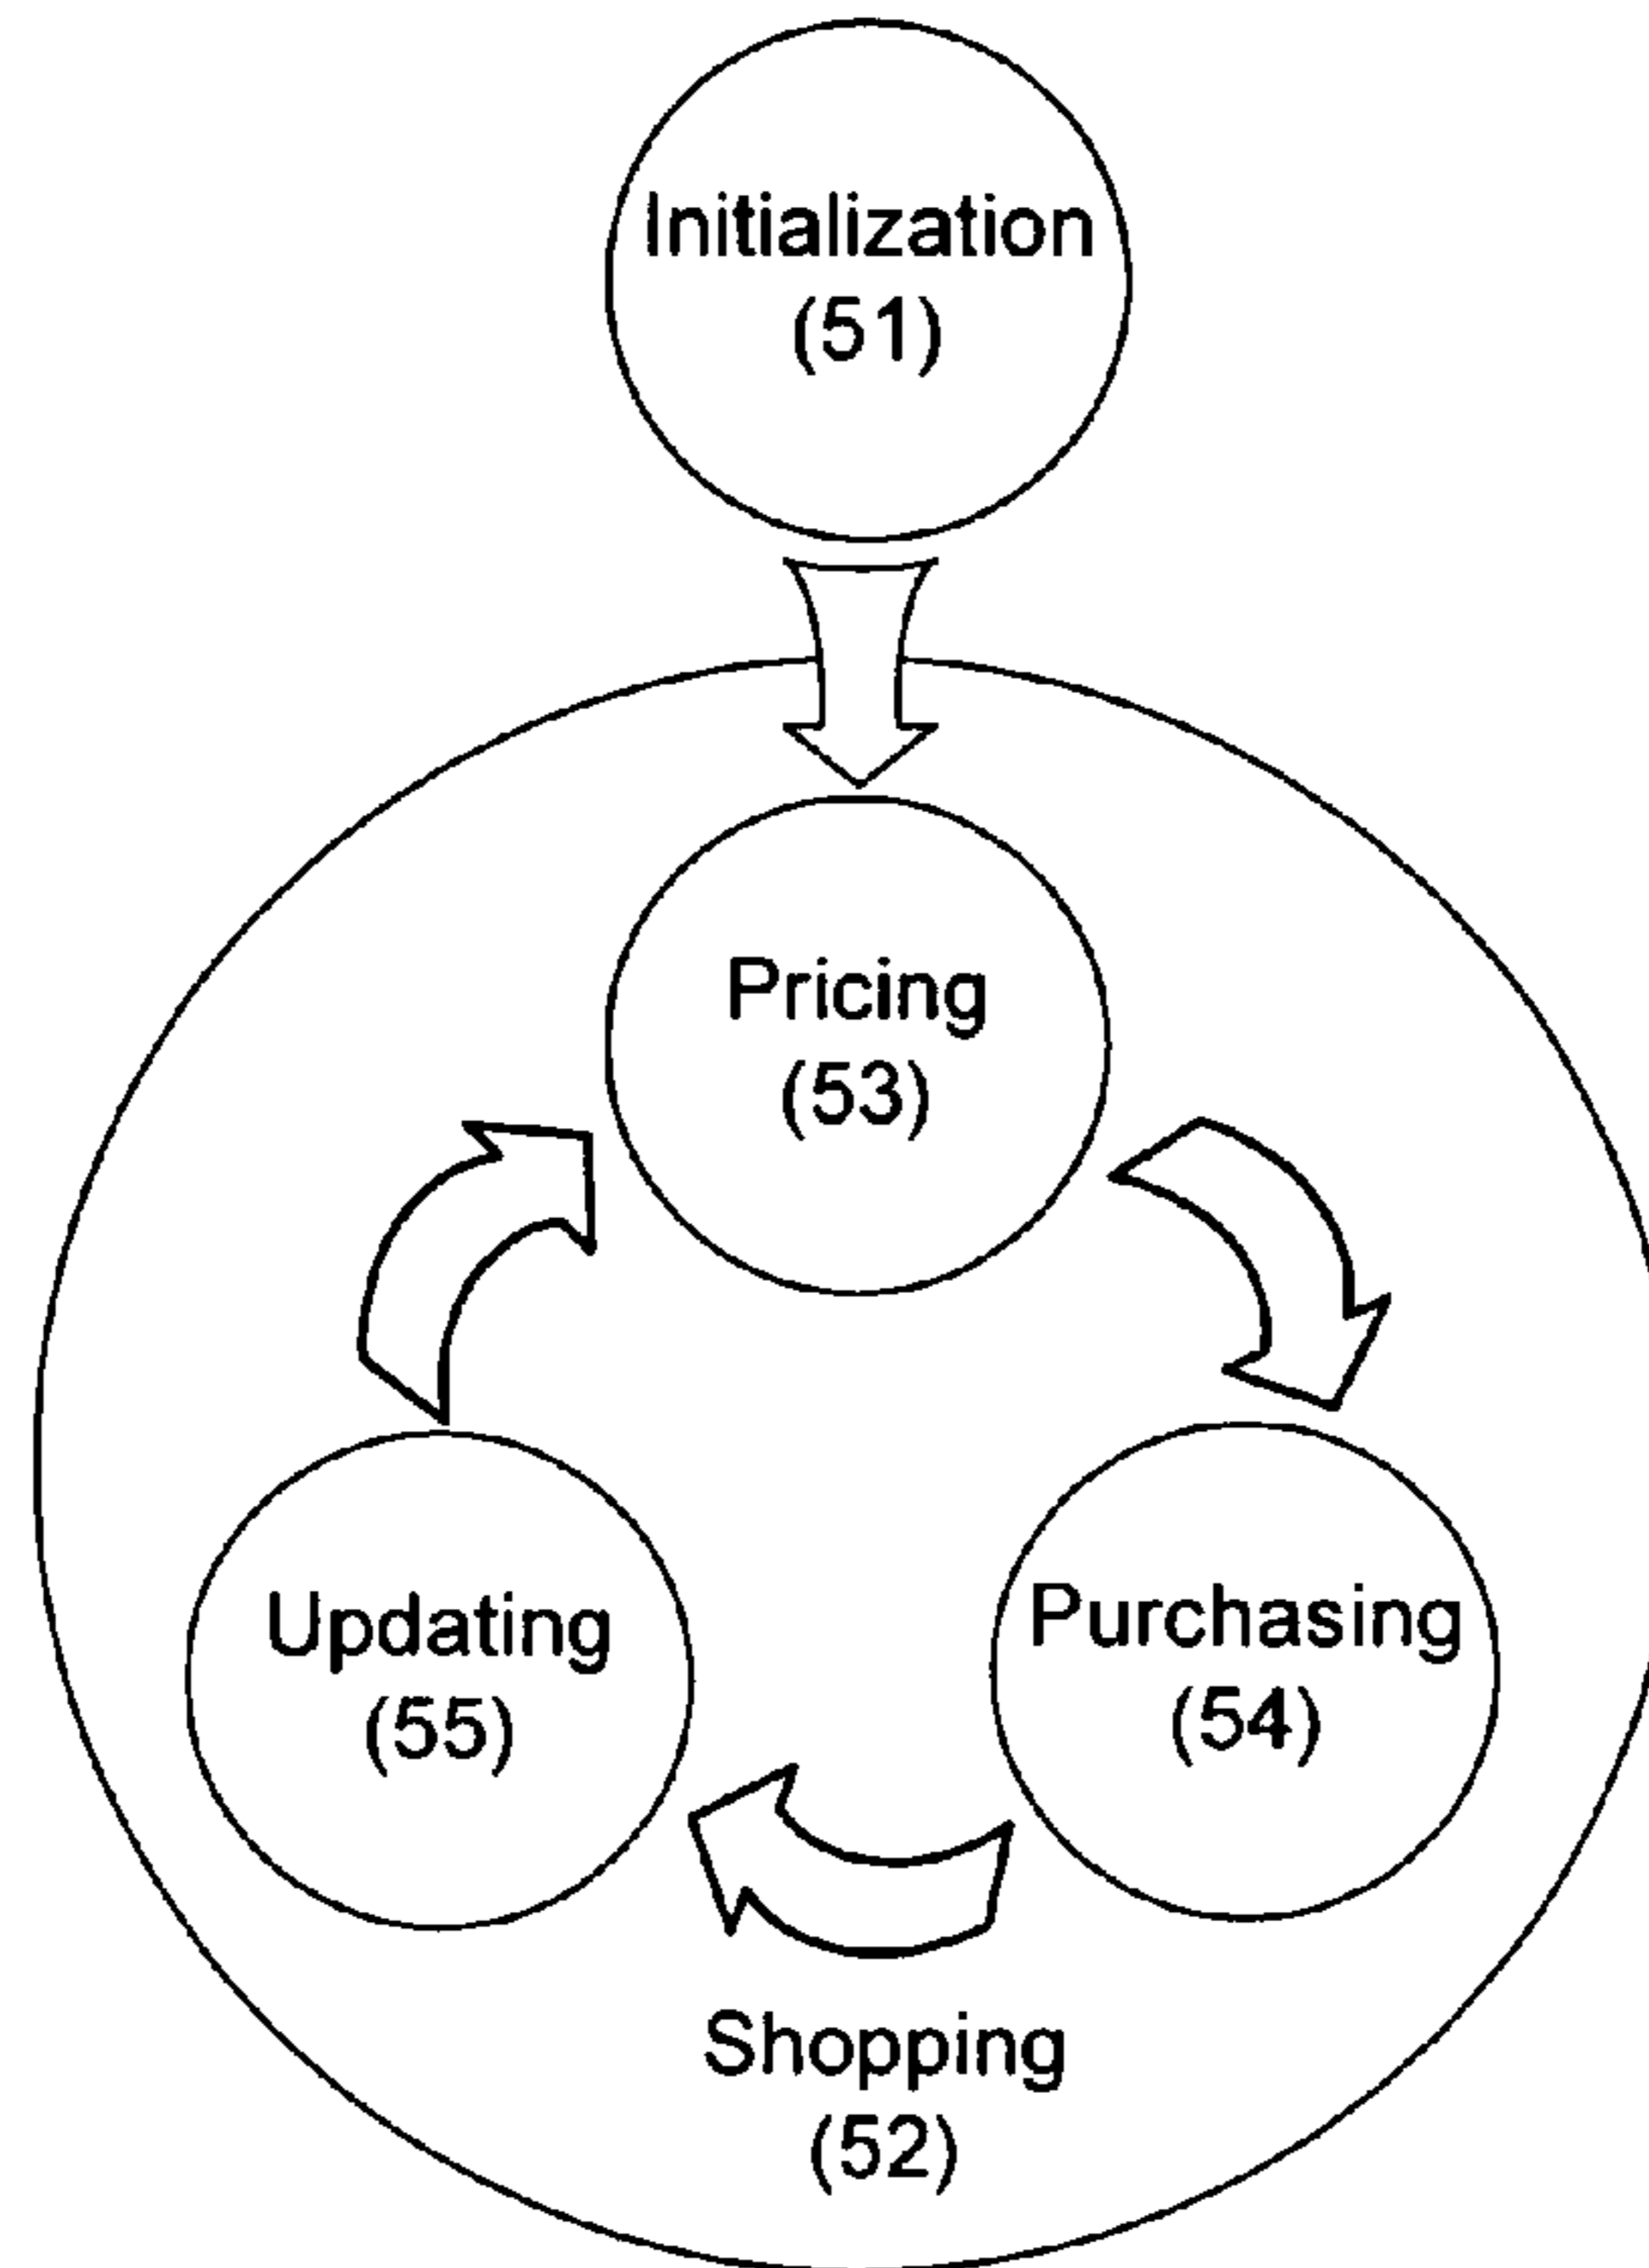 Initialization
(51)
Pricing
(53)
Updating
(55)
Purchasing
(54)
Shopping
(52)